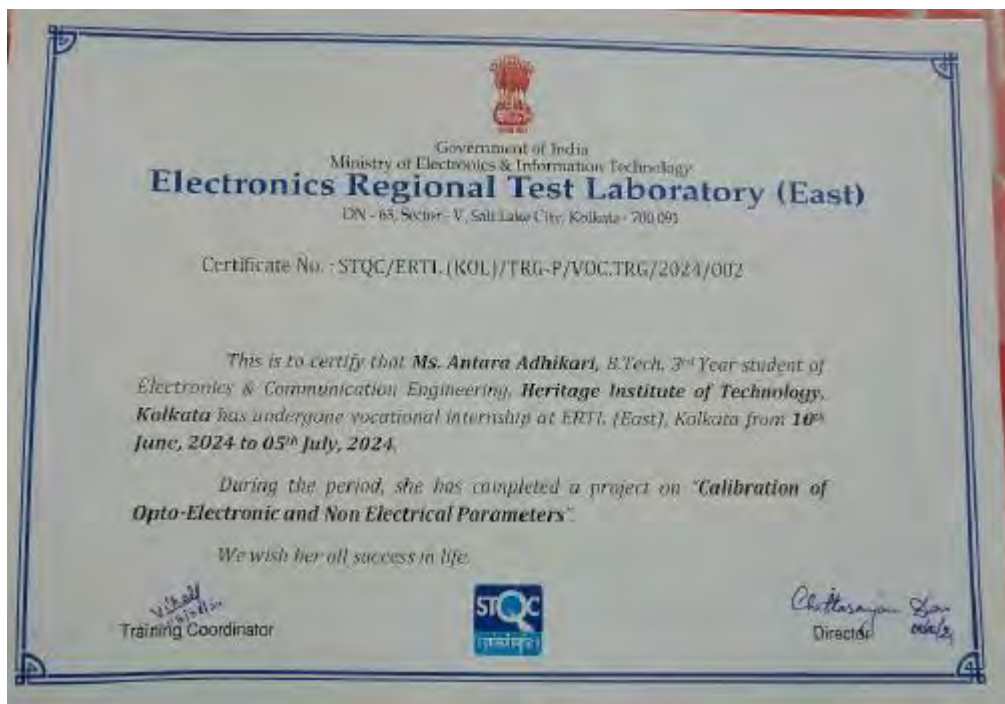 Government of India
Ministry of Electronics & Information Technology
Electronics Regional Test Laboratory (East)
DN - 63, Sector - V, Salt Lake City, Kolkata - 700 091
Certificate No. : STQC/ERTL (KOL)/TRG-P/VOC.TRG/2024/002
This is to certify that Ms. Antara Adhikari, B.Tech, 3rd Year student of
Electronics & Communication Engineering, Heritage Institute of Technology,
Kolkata has undergone vocational internship at ERTL (East), Kolkata from 10th
June, 2024 to 05th July, 2024.
During the period, she has completed a project on "Calibration of
Opto-Electronic and Non Electrical Parameters".
We wish her all success in life.
Training Coordinator
STQC
Director